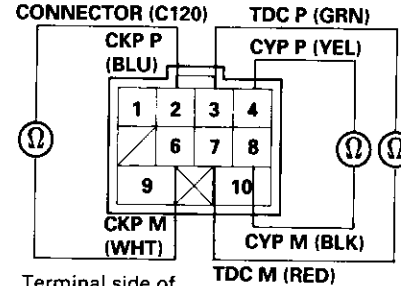 CONNECTOR (C120)
TDC P (GRN)
CKP P
(BLU)
CYP P (YEL)
1 2 3 4
6 7 8
9 10
Ω
Ω
Ω
CKP M
(WHT)
CYP M (BLK)
TDC M (RED)
Terminal side of